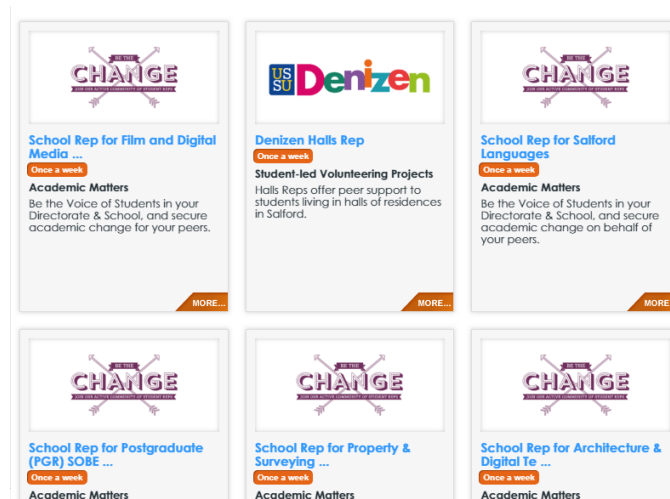 BE THE
CHANGE
JOIN OUR ACTIVE COMMUNITY OF STUDENT REPS
School Rep for Film and Digital
Media ...
Once a week
Academic Matters
Be the Voice of Students in your
Directorate & School, and secure
academic change for your peers.
MORE...
US
SU
Denizen
Denizen Halls Rep
Once a week
Student-led Volunteering Projects
Halls Reps offer peer support to
students living in halls of residences
in Salford.
MORE...
BE THE
CHANGE
JOIN OUR ACTIVE COMMUNITY OF STUDENT REPS
School Rep for Salford
Languages
Once a week
Academic Matters
Be the Voice of Students in your
Directorate & School, and secure
academic change on behalf of
your peers.
MORE
BE THE
CHANGE
JOIN OUR ACTIVE COMMUNITY OF STUDENT REPS
School Rep for Postgraduate
(PGR) SOBE ...
Once a week
Academic Matters
BE THE
CHANGE
JOIN OUR ACTIVE COMMUNITY OF STUDENT REPS
School Rep for Property &
Surveying ...
Once a week
Academic Matters
BE THE
CHANGE
JOIN OUR ACTIVE COMMUNITY OF STUDENT REPS
School Rep for Architecture &
Digital Te ...
Once a week
Academic Matters